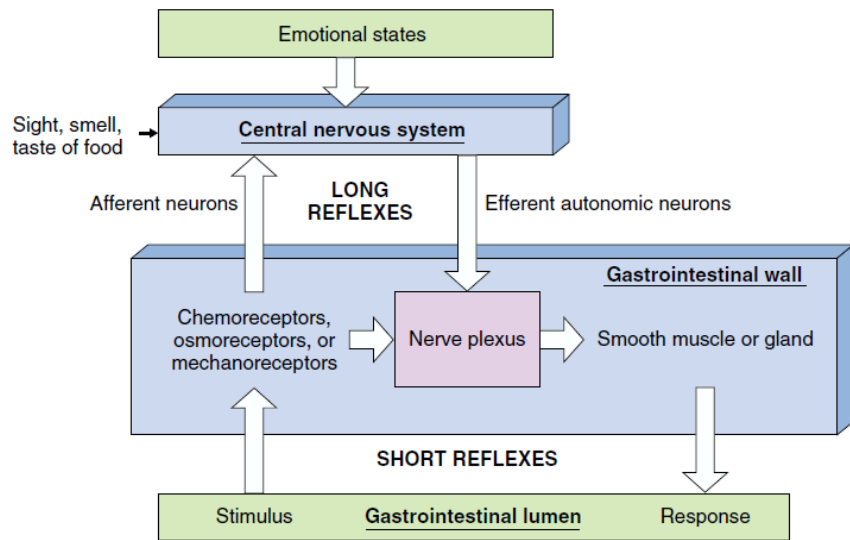 Emotional states
Sight, smell,
taste of food
Central nervous system
Afferent neurons
LONG
REFLEXES
Efferent autonomic neurons
Gastrointestinal wall
Chemoreceptors,
osmoreceptors, or
mechanoreceptors
Nerve plexus
Smooth muscle or gland
SHORT REFLEXES
Stimulus
Gastrointestinal lumen
Response